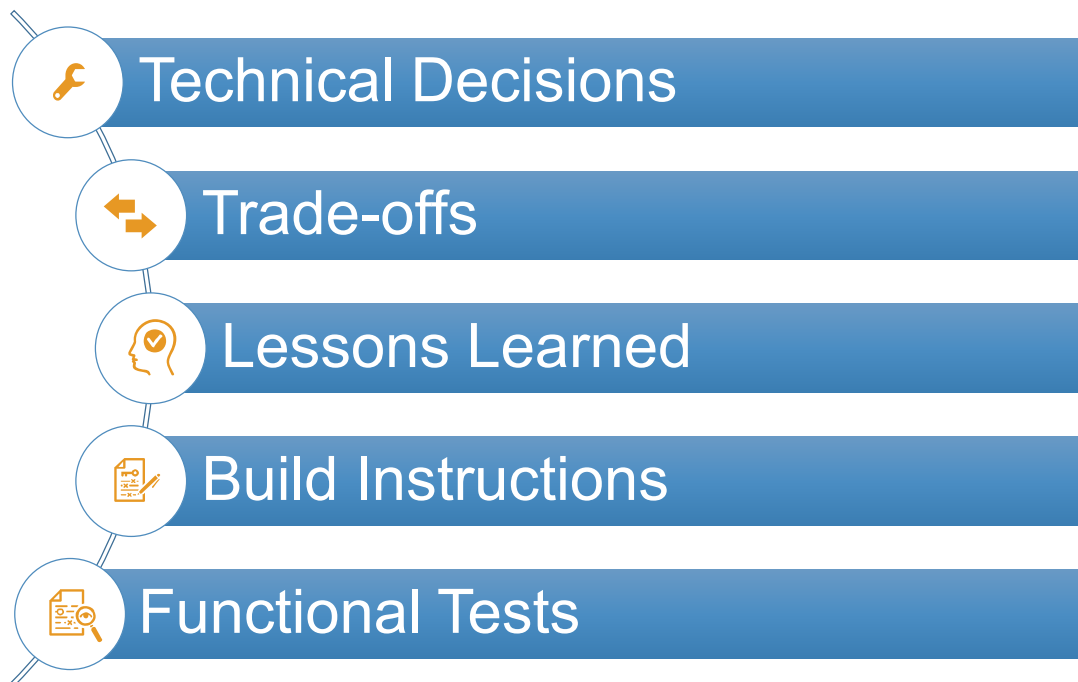 Technical Decisions
Trade-offs
Lessons Learned
Build Instructions
Functional Tests